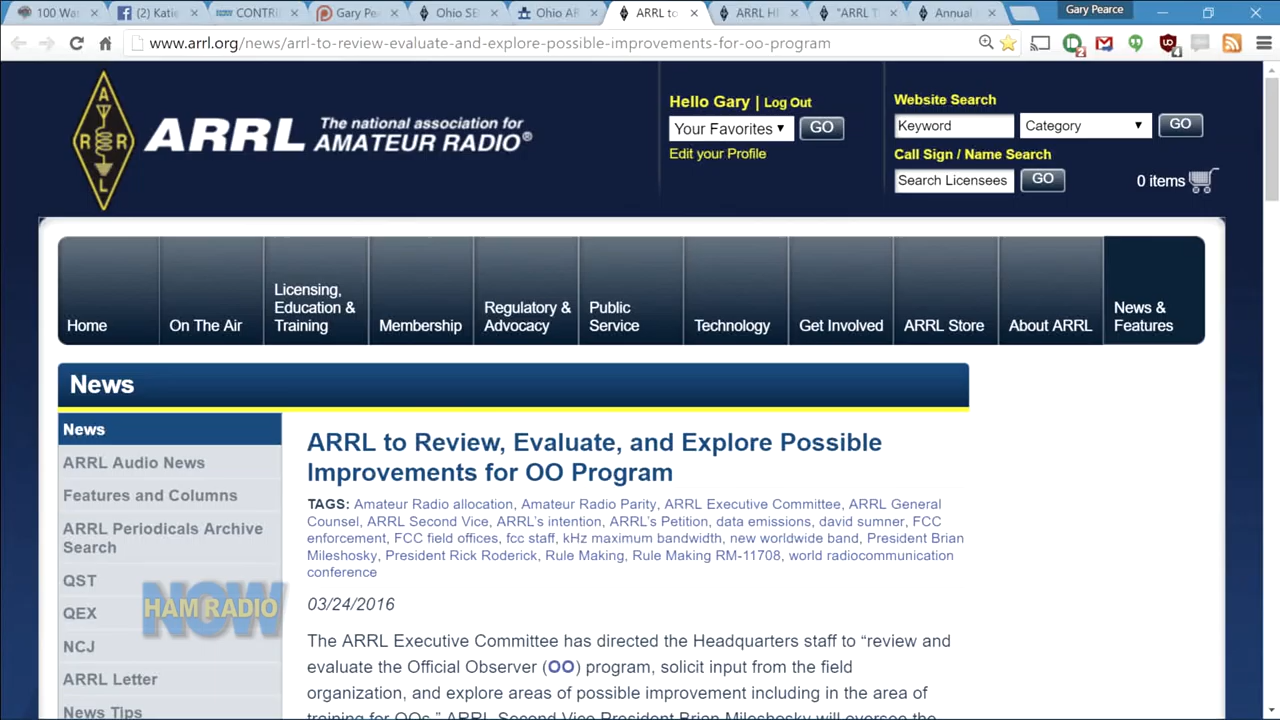 100 Wa
(2) Katie
CONTRI
Gary Pe
Ohio SE
Ohio AR
ARRL to
ARRL HI
"ARRL T
Annual
Gary Pearce
www.arrl.org/news/arrl-to-review-evaluate-and-explore-possible-improvements-for-oo-program
2
4
A
R R
L
ARRL
The national association for
AMATEUR RADIO®
Hello Gary | Log Out
Your Favorites GO
Edit your Profile
Website Search
Keyword Category GO
Call Sign / Name Search
Search Licensees GO
0 items
Home
On The Air
Licensing,
Education &
Training
Membership
Regulatory &
Advocacy
Public
Service
Technology
Get Involved
ARRL Store
About ARRL
News &
Features
News
News
ARRL Audio News
Features and Columns
ARRL Periodicals Archive
Search
QST
QEX
NCJ
ARRL Letter
News Tips
HAM RADIO
NOW
ARRL to Review, Evaluate, and Explore Possible
Improvements for OO Program
TAGS: Amateur Radio allocation, Amateur Radio Parity, ARRL Executive Committee, ARRL General
Counsel, ARRL Second Vice, ARRL's intention, ARRL's Petition, data emissions, david sumner, FCC
enforcement, FCC field offices, fcc staff, kHz maximum bandwidth, new worldwide band, President Brian
Mileshosky, President Rick Roderick, Rule Making, Rule Making RM-11708, world radiocommunication
conference
03/24/2016
The ARRL Executive Committee has directed the Headquarters staff to “review and
evaluate the Official Observer (OO) program, solicit input from the field
organization, and explore areas of possible improvement including in the area of
training for OOs.” ARRL Second Vice President Brian Mileshosky will oversee the